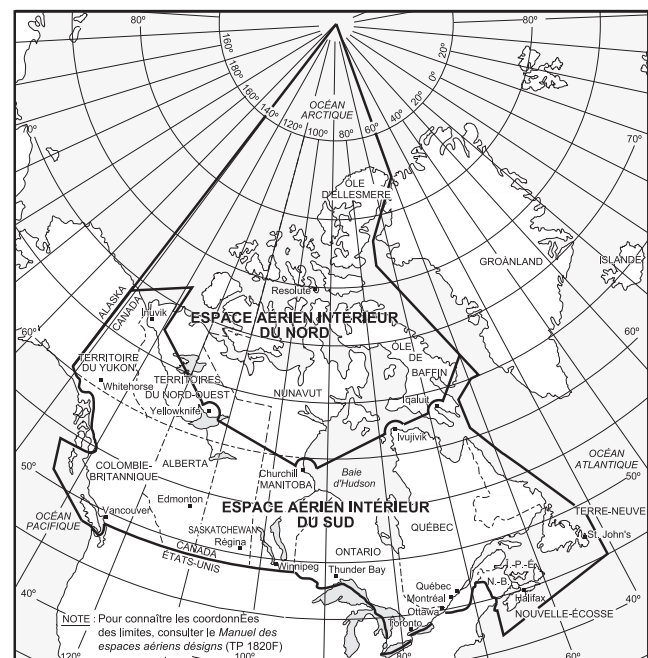 80º
80º
160º
180º
160º
140º
120º
100º
80º
60º
40º
20º
0º
20º
OCÉAN
ARCTIQUE
70º
70º
ÔLE
D'ELLESMERE
GROÀNLAND
ISLANDE
ALASKA
CANADA
Resolute
Inuvik
ESPACE AÉRIEN INTÉRIEUR
DU NORD
60º
60º
TERRITOIRE
DU YUKON
Whitehorse
TERRITOIRES
DU NORD-OUEST
Yellowknife
NUNAVUT
ÔLE
DE
BAFFIN
Iqaluit
Ivujivik
50º
50º
OCÉAN
ATLANTIQUE
COLOMBIE-
BRITANNIQUE
ALBERTA
Churchill
MANITOBA
Baie
d'Hudson
Edmonton
ESPACE AÉRIEN INTÉRIEUR
DU SUD
TERRE-NEUVE
OCÉAN
PACIFIQUE
Vancouver
SASKATCHEWAN
Régina
QUÉBEC
St. John's
CANADA
ÉTATS-UNIS
Winnipeg
ONTARIO
Thunder Bay
I.-P.-É.
N.-B.
Québec
Montréal
Ottawa
Halifax
NOUVELLE-ÉCOSSE
Toronto
40º
40º
NOTE : Pour connaître les coordonnÉes
des limites, consulter le Manuel des
espaces aériens désigns (TP 1820F)
120º
100º
80º
60º